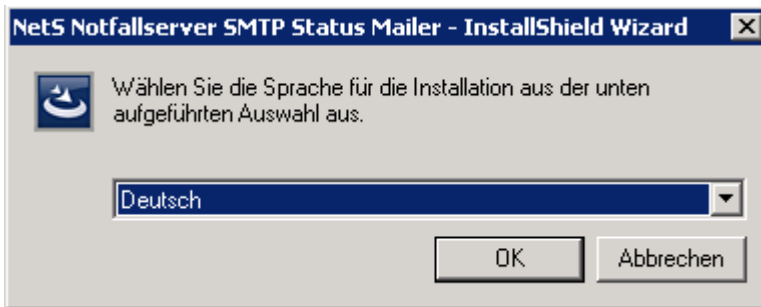 NetS Notfallserver SMTP Status Mailer - InstallShield Wizard
Wählen Sie die Sprache für die Installation aus der unten
aufgeführten Auswahl aus.
Deutsch
OK
Abbrechen